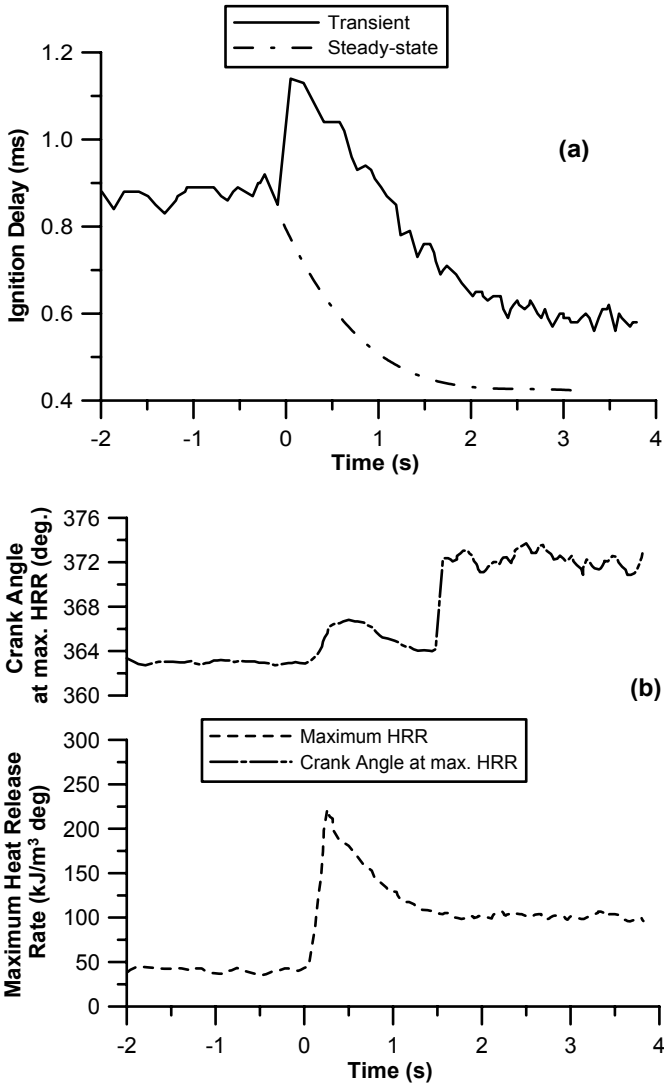 Transient
Steady-state
1.2
1.0
0.8
0.6
0.4
Ignition Delay (ms)
(a)
-2 -1 0 1 2 3 4
Time (s)
376
372
368
364
360
Crank Angle
at max. HRR (deg.)
(b)
Maximum HRR
Crank Angle at max. HRR
300
250
200
150
100
50
0
Maximum Heat Release
Rate (kJ/m³ deg)
-2 -1 0 1 2 3 4
Time (s)